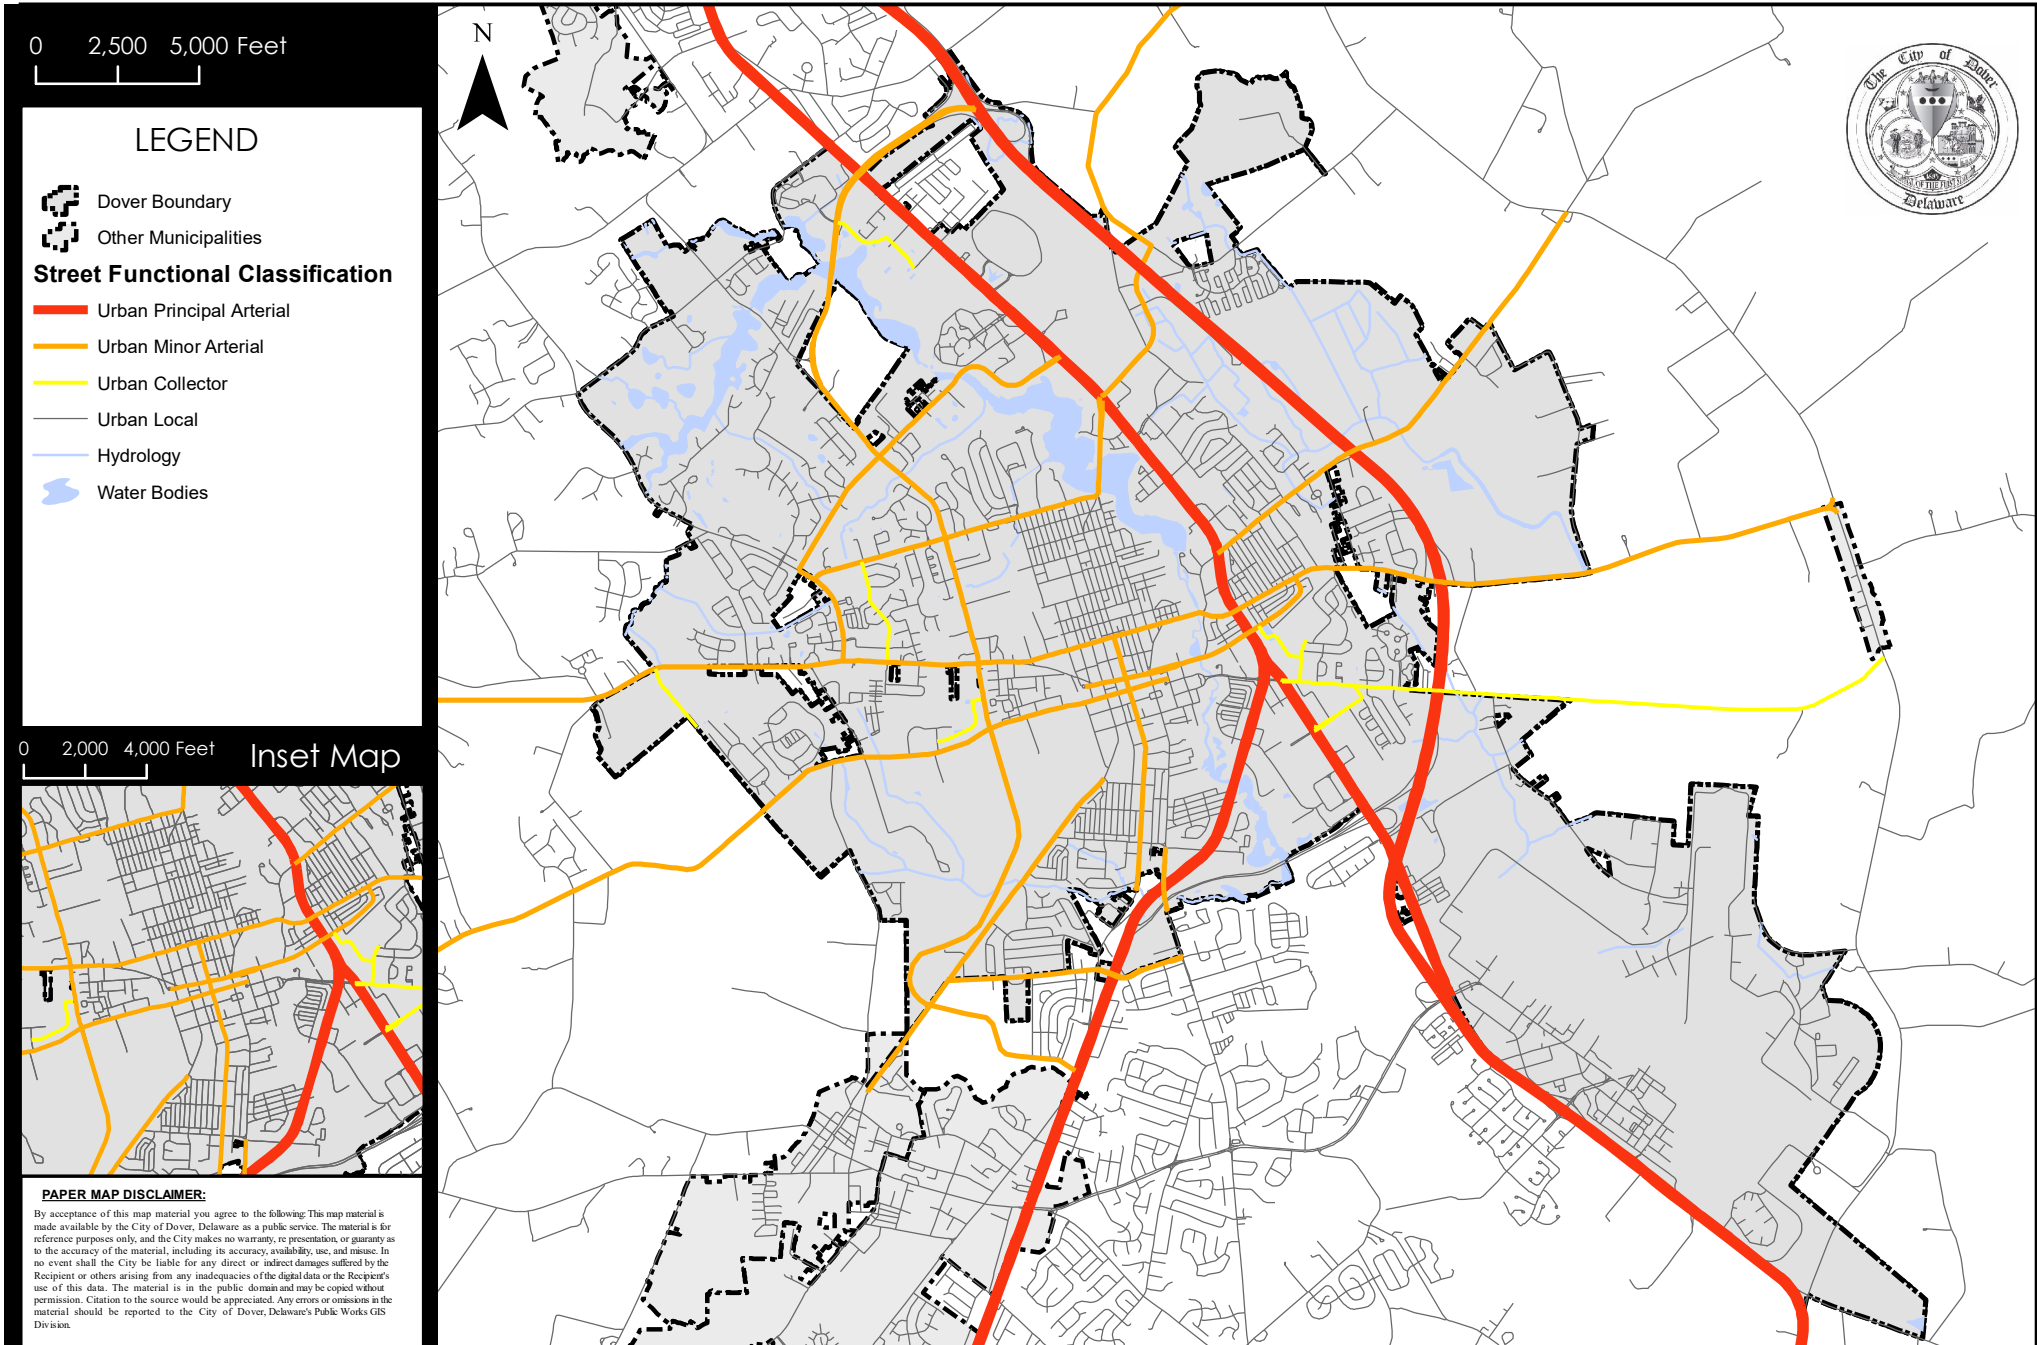 0 2,500 5,000 Feet
LEGEND
Dover Boundary
Other Municipalities
Street Functional Classification
Urban Principal Arterial
Urban Minor Arterial
Urban Collector
Urban Local
Hydrology
Water Bodies
0 2,000 4,000 Feet
Inset Map
PAPER MAP DISCLAIMER:
By acceptance of this map material you agree to the following: This map material is
made available by the City of Dover, Delaware as a public service. The material is for
reference purposes only, and the City makes no warranty, re presentation, or guaranty as
to the accuracy of the material, including its accuracy, availability, use, and misuse. In
no event shall the City be liable for any direct or indirect damages suffered by the
Recipient or others arising from any inadequacies of the digital data or the Recipient's
use of this data. The material is in the public domain and may be copied without
permission. Citation to the source would be appreciated. Any errors or omissions in the
material should be reported to the City of Dover, Delaware's Public Works GIS
Division.
N
The City of Dover
Delaware